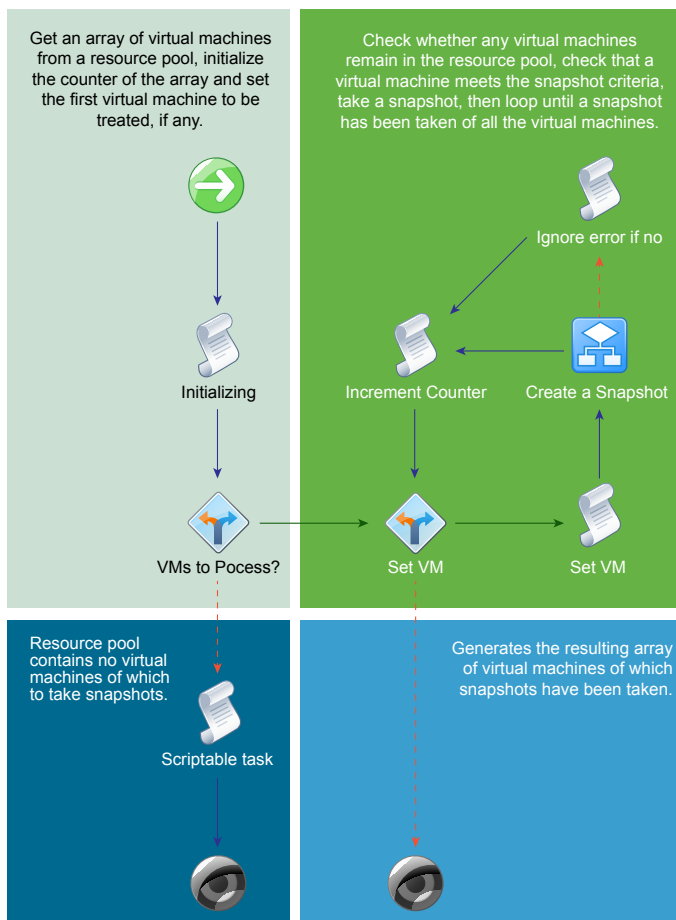 Get an array of virtual machines
from a resource pool, initialize
the counter of the array and set
the first virtual machine to be
treated, if any.
Check whether any virtual machines
remain in the resource pool, check that a
virtual machine meets the snapshot criteria,
take a snapshot, then loop until a snapshot
has been taken of all the virtual machines.
Ignore error if no
Initializing
Increment Counter
Create a Snapshot
VMs to Pocess?
Set VM
Set VM
Resource pool
contains no virtual
machines of which
to take snapshots.
Scriptable task
Generates the resulting array
of virtual machines of which
snapshots have been taken.